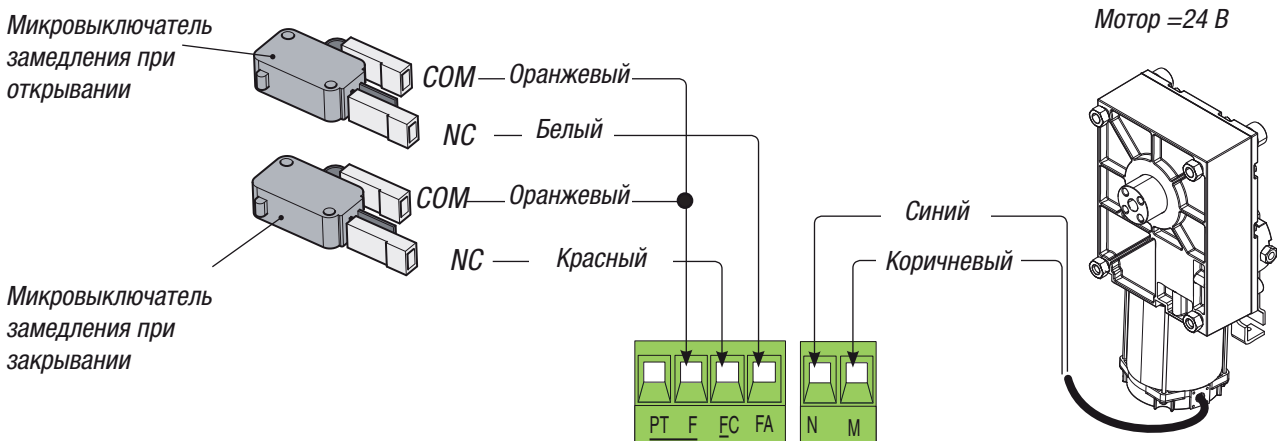 Микровыключатель
замедления при
открывании
COM
Оранжевый
NC
Белый
COM
Оранжевый
NC
Красный
Микровыключатель
замедления при
закрывании
Мотор =24 В
Синий
Коричневый
PT F FC FA
N M